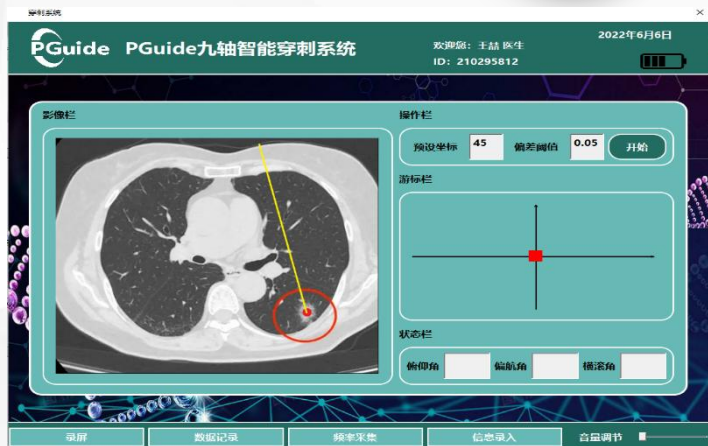 穿刺系统
×
PGuide PGuide九轴智能穿刺系统
欢迎您：王喆 医生
ID：210295812
2022年6月6日
影像栏
操作栏
预设坐标 45 偏差阈值 0.05 开始
游标栏
状态栏
俯仰角 偏航角 横滚角
录屏 数据记录 频率采集 信息录入 音量调节